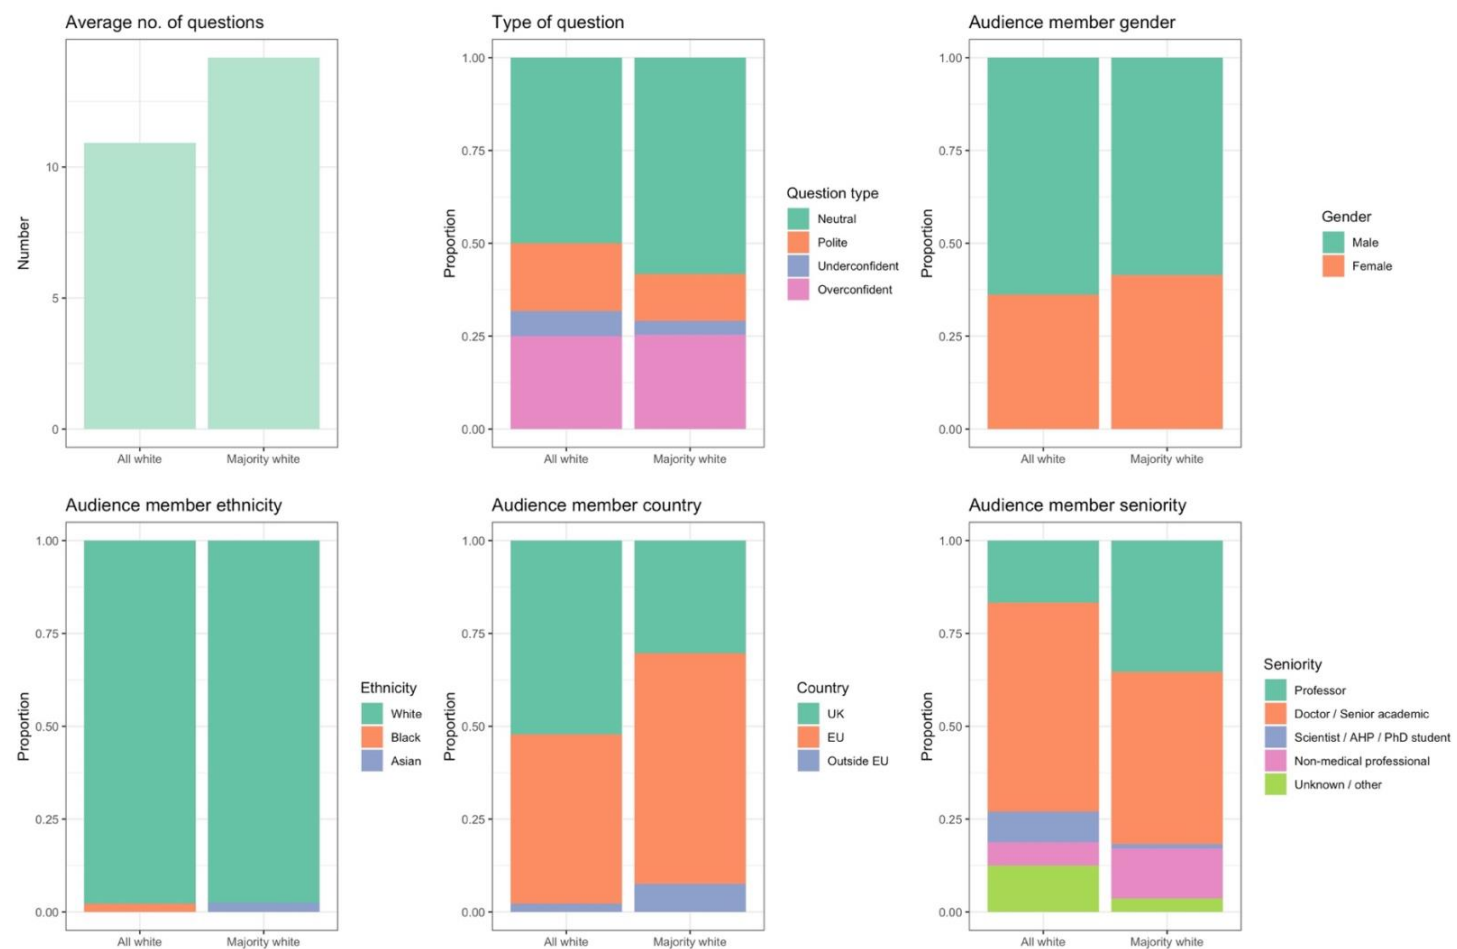 Average no. of questions
Number
10
5
0
All white
Majority white
Type of question
Proportion
1.00
0.75
0.50
0.25
0.00
All white
Majority white
Question type
Neutral
Polite
Underconfident
Overconfident
Audience member gender
Proportion
1.00
0.75
0.50
0.25
0.00
All white
Majority white
Gender
Male
Female
Audience member ethnicity
Proportion
1.00
0.75
0.50
0.25
0.00
All white
Majority white
Ethnicity
White
Black
Asian
Audience member country
Proportion
1.00
0.75
0.50
0.25
0.00
All white
Majority white
Country
UK
EU
Outside EU
Audience member seniority
Proportion
1.00
0.75
0.50
0.25
0.00
All white
Majority white
Seniority
Professor
Doctor / Senior academic
Scientist / AHP / PhD student
Non-medical professional
Unknown / other